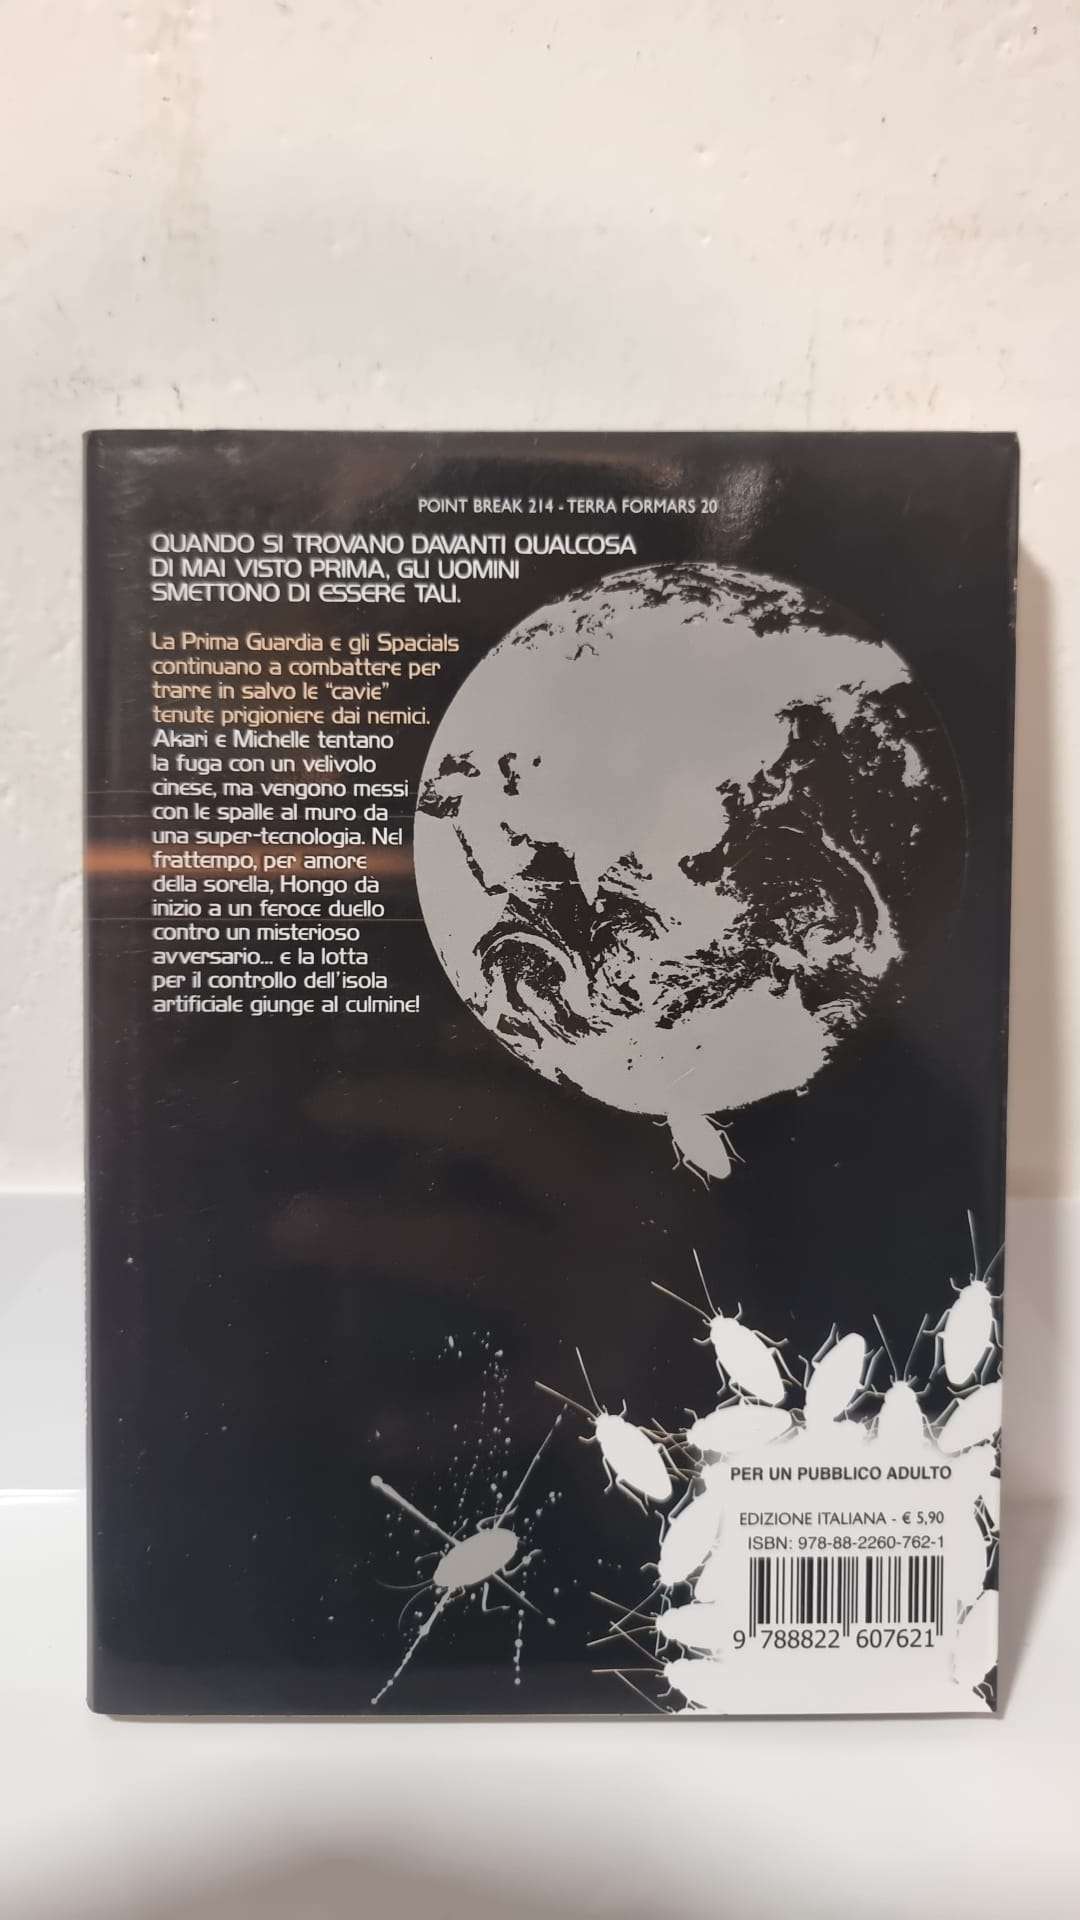 POINT BREAK 214 - TERRA FORMARS 20
QUANDO SI TROVANO DAVANTI QUALCOSA
DI MAI VISTO PRIMA, GLI UOMINI
SMETTONO DI ESSERE TALI.
La Prima Guardia e gli Spacials
continuano a combattere per
trarre in salvo le “cavie”
tenute prigioniere dai nemici.
Akari e Michelle tentano
la fuga con un velivolo
cinese, ma vengono messi
con le spalle al muro da
una super-tecnologia. Nel
frattempo, per amore
della sorella, Hongo dà
inizio a un feroce duello
contro un misterioso
avversario... e la lotta
per il controllo dell'isola
artificiale giunge al culmine!
PER UN PUBBLICO ADULTO
EDIZIONE ITALIANA - € 5,90
ISBN: 978-88-2260-762-1
9 788822 607621